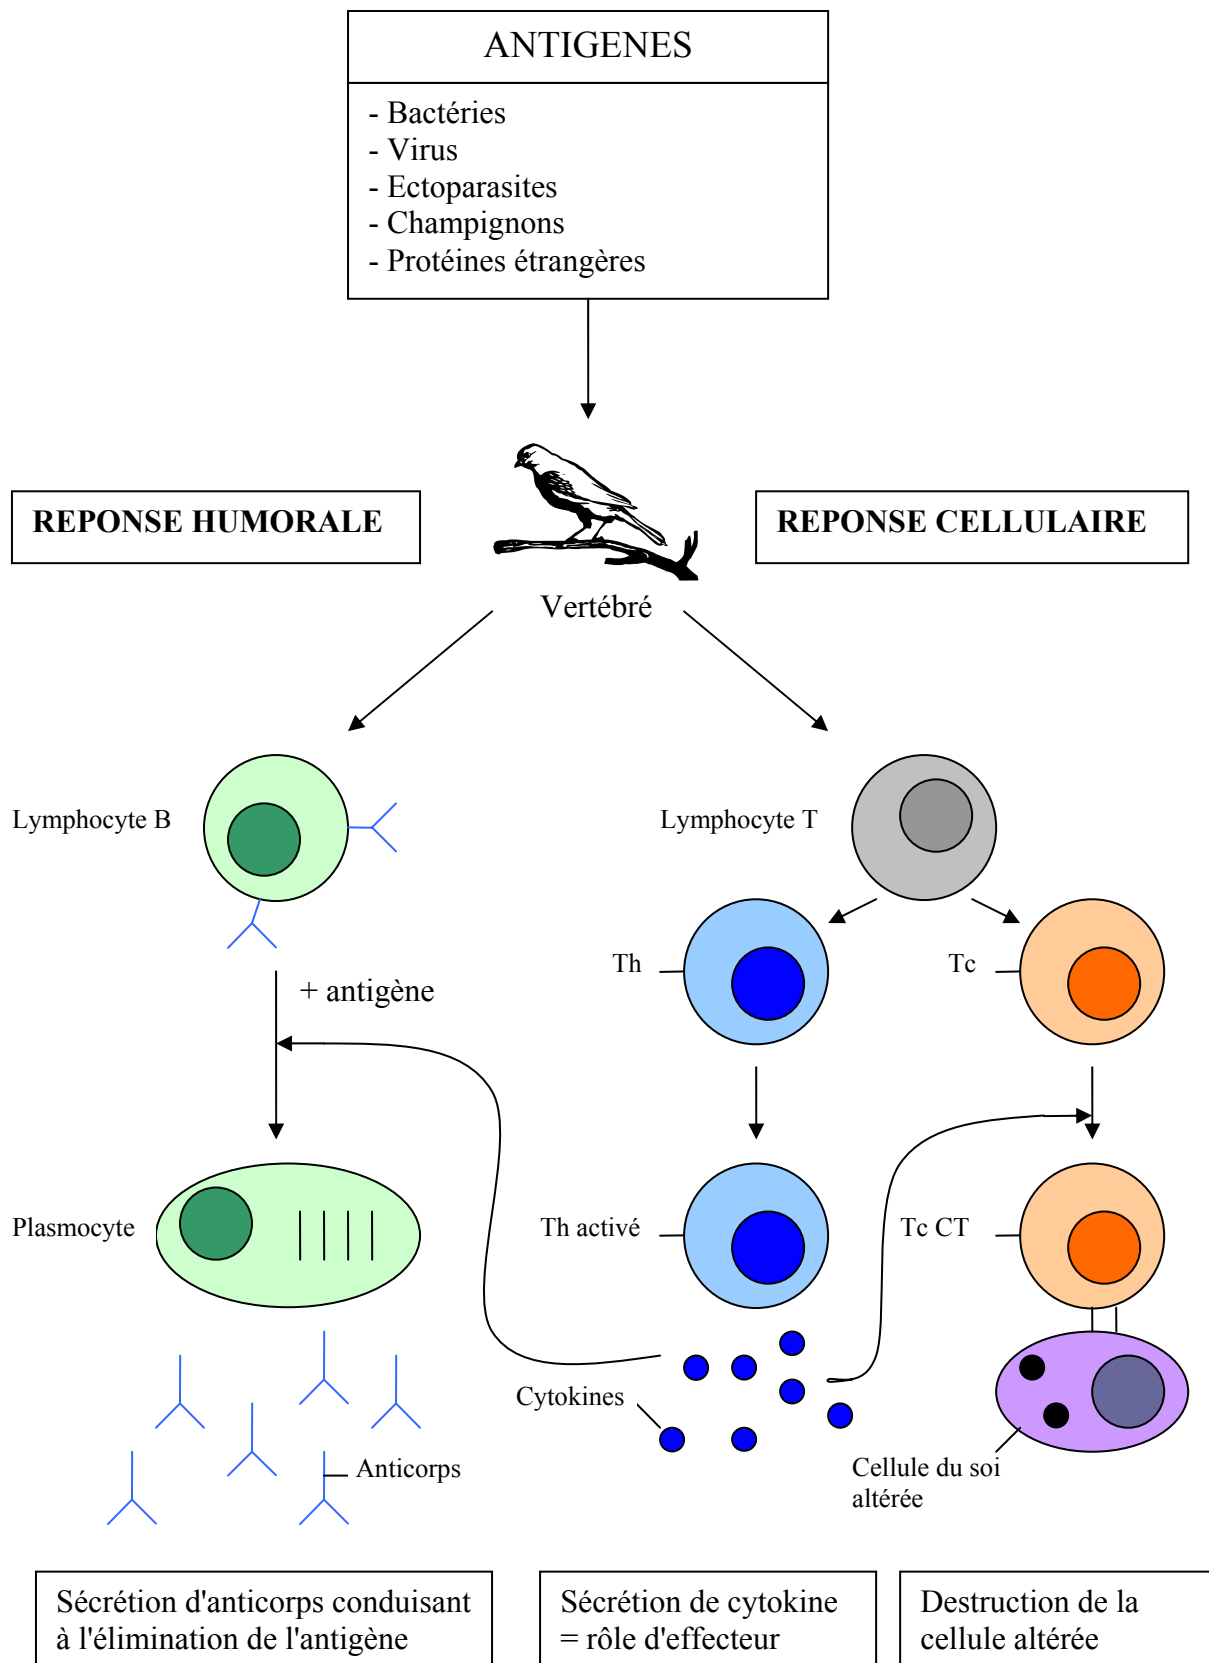 ANTIGENES
- Bactéries
- Virus
- Ectoparasites
- Champignons
- Protéines étrangères
REPONSE HUMORALE
REPONSE CELLULAIRE
Vertébré
Lymphocyte B
Lymphocyte T
Th
Tc
+ antigène
Plasmocyte
Th activé
Tc CT
Cytokines
Anticorps
Cellule du soi
altérée
Sécrétion d'anticorps conduisant
à l'élimination de l'antigène
Sécrétion de cytokine
= rôle d'effecteur
Destruction de la
cellule altérée